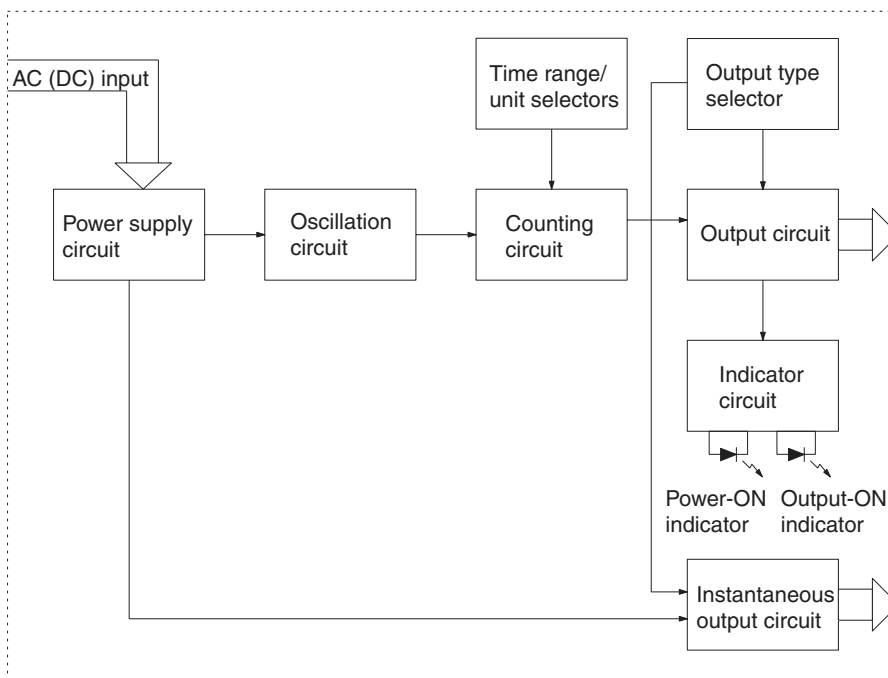 AC (DC) input
Time range/
unit selectors
Output type
selector
Power supply
circuit
Oscillation
circuit
Counting
circuit
Output circuit
Indicator
circuit
Power-ON
indicator
Output-ON
indicator
Instantaneous
output circuit